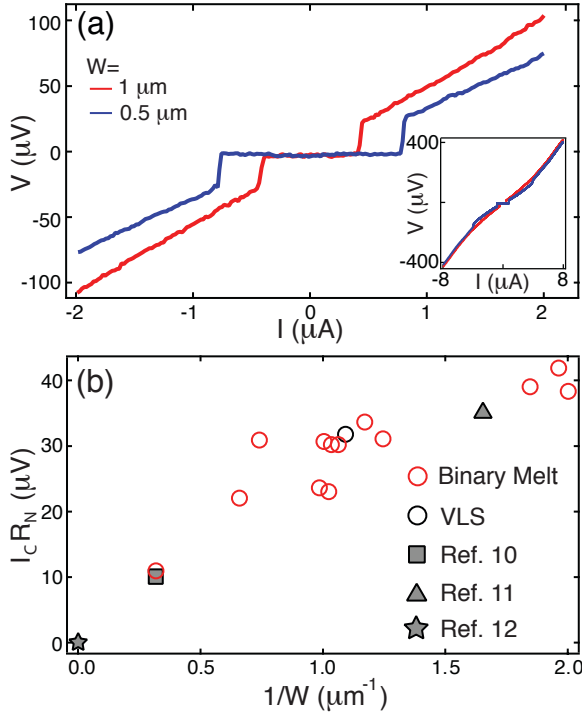 (a)
W=
1 μm
0.5 μm
100
50
0
-50
-100
V (μV)
-2
-1
0
1
2
I (μA)
400
-400
V (μV)
-8
8
I (μA)
(b)
40
30
20
10
0
I_C R_N (μV)
Binary Melt
VLS
Ref. 10
Ref. 11
Ref. 12
0.0
0.5
1.0
1.5
2.0
1/W (μm⁻¹)